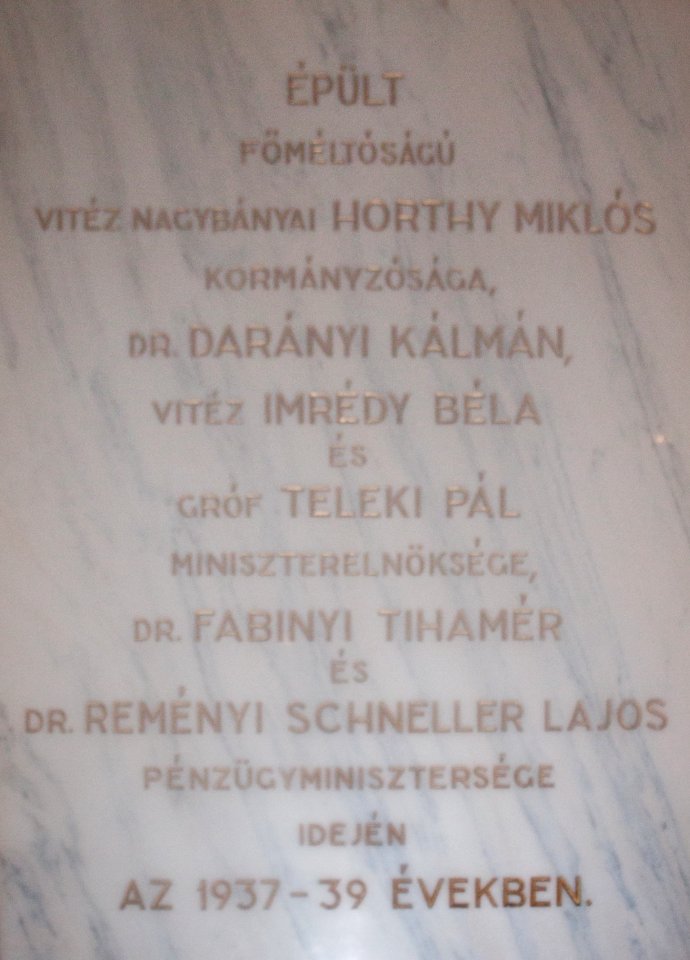 ÉPÜLT
FŐMÉLTÓSÁGÚ
VITÉZ NAGYBÁNYAI HORTHY MIKLÓS
KORMÁNYZÓSÁGA,
DR. DARÁNYI KÁLMÁN,
VITÉZ IMRÉDY BÉLA
ÉS
GRÓF TELEKI PÁL
MINISZTERELNÖKSÉGE,
DR. FABINYI TIHAMÉR
ÉS
DR. REMÉNYI SCHNELLER LAJOS
PÉNZÜGYMINISZTERSÉGE
IDEJÉN
AZ 1937-39 ÉVEKBEN.